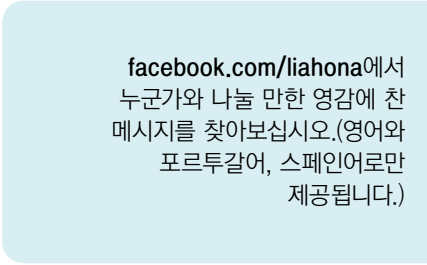 facebook.com/liahona에서
누군가와 나눌 만한 영감에 찬
메시지를 찾아보십시오.(영어와
포르투갈어, 스페인어로만
제공됩니다.)